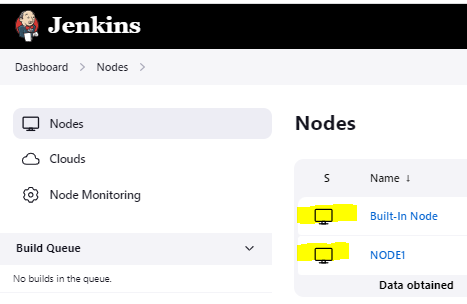 Jenkins
Dashboard > Nodes >
Nodes
Clouds
Node Monitoring
Build Queue
No builds in the queue.
Nodes
S Name ↓
Built-In Node
NODE1
Data obtained